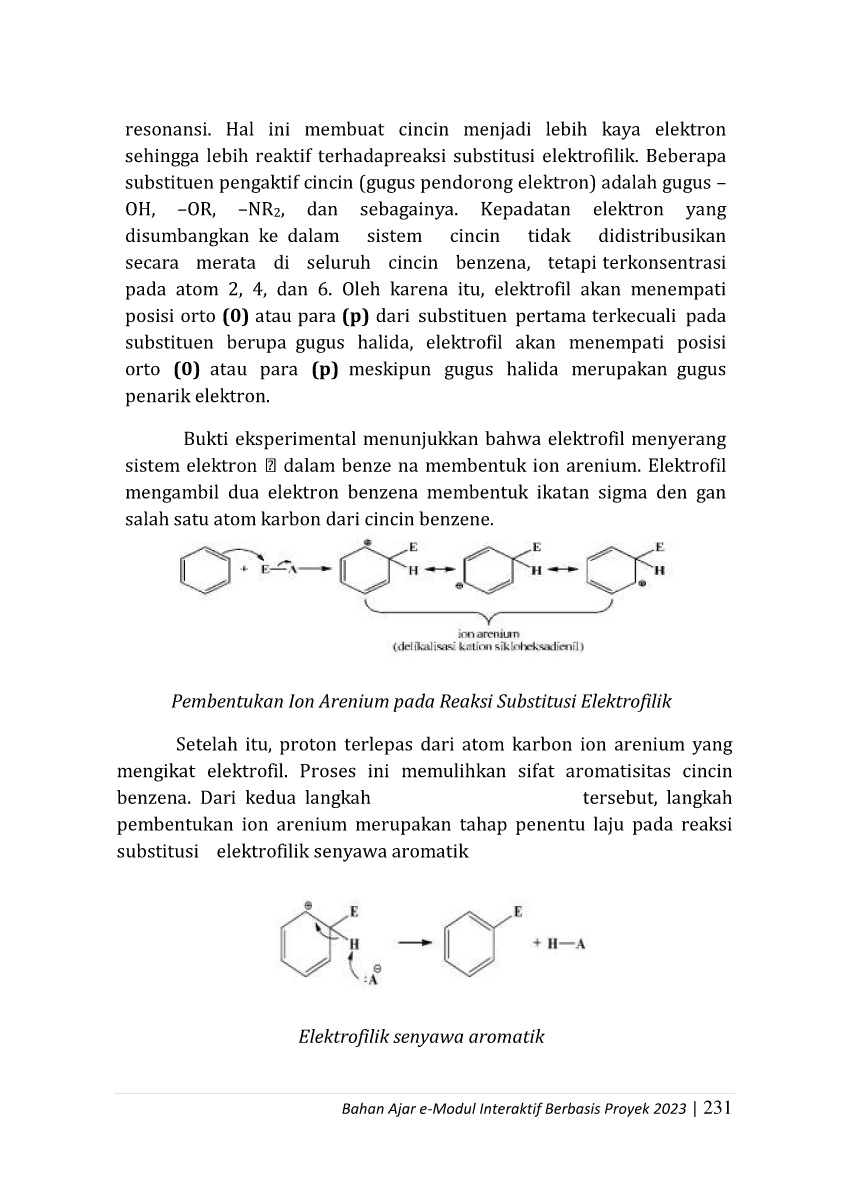 resonansi. Hal ini membuat cincin menjadi lebih kaya elektron
sehingga lebih reaktif terhadapreaksi substitusi elektrofilik. Beberapa
substituen pengaktif cincin (gugus pendorong elektron) adalah gugus –
OH, –OR, –NR₂, dan sebagainya. Kepadatan elektron yang
disumbangkan ke dalam sistem cincin tidak didistribusikan
secara merata di seluruh cincin benzena, tetapi terkonsentrasi
pada atom 2, 4, dan 6. Oleh karena itu, elektrofil akan menempati
posisi orto (0) atau para (p) dari substituen pertama terkecuali pada
substituen berupa gugus halida, elektrofil akan menempati posisi
orto (0) atau para (p) meskipun gugus halida merupakan gugus
penarik elektron.
Bukti eksperimental menunjukkan bahwa elektrofil menyerang
sistem elektron ⍰ dalam benze na membentuk ion arenium. Elektrofil
mengambil dua elektron benzena membentuk ikatan sigma den gan
salah satu atom karbon dari cincin benzene.
+ E—A ⊕ E H ⊕ E H E H ⊕
ion arenium
(delikalisasi kation sikloheksadienil)
Pembentukan Ion Arenium pada Reaksi Substitusi Elektrofilik
Setelah itu, proton terlepas dari atom karbon ion arenium yang
mengikat elektrofil. Proses ini memulihkan sifat aromatisitas cincin
benzena. Dari kedua langkah tersebut, langkah
pembentukan ion arenium merupakan tahap penentu laju pada reaksi
substitusi elektrofilik senyawa aromatik
⊕ E H :A⊖ E + H—A
Elektrofilik senyawa aromatik
Bahan Ajar e-Modul Interaktif Berbasis Proyek 2023 | 231